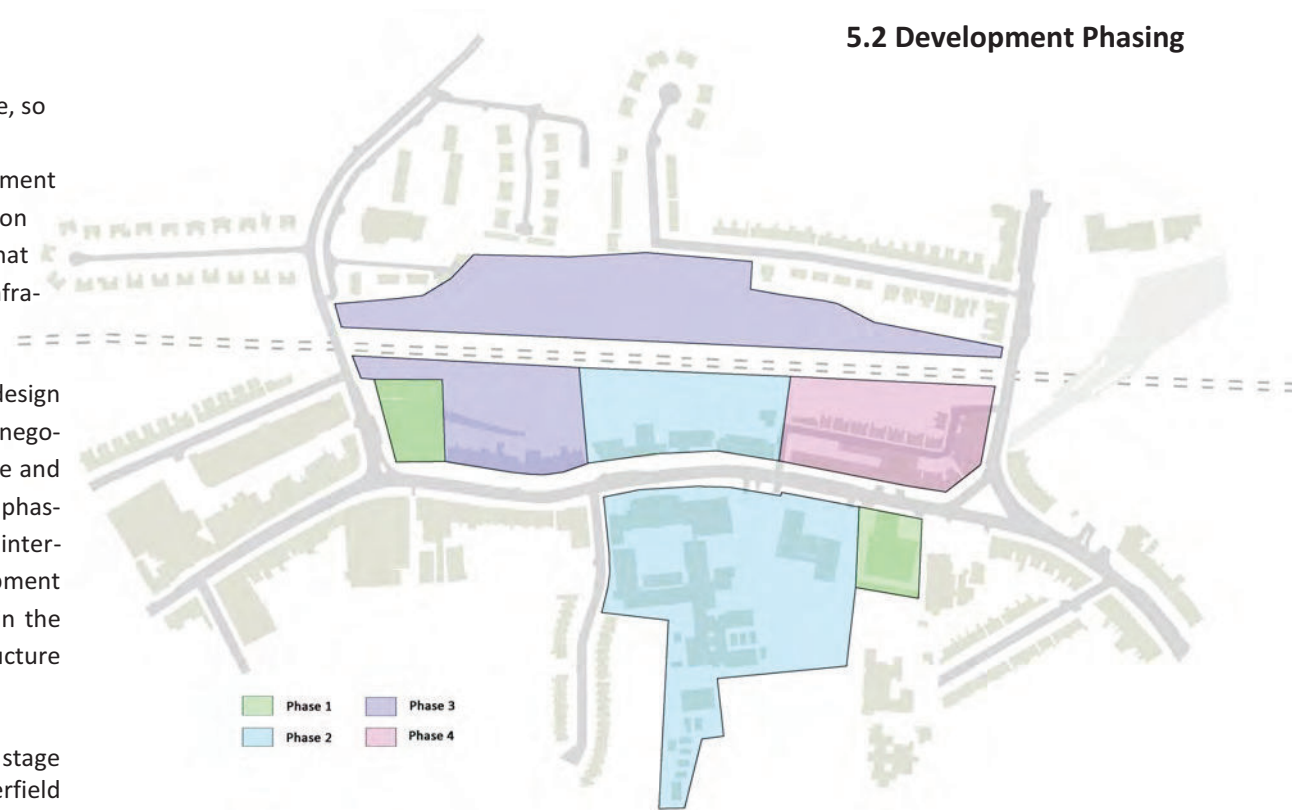 5.2 Development Phasing
e, so
ment
on
hat
nfra-
design
nego-
e and
phas-
inter-
pment
n the
ucture
stage
erfield
Phase 1
Phase 3
Phase 2
Phase 4